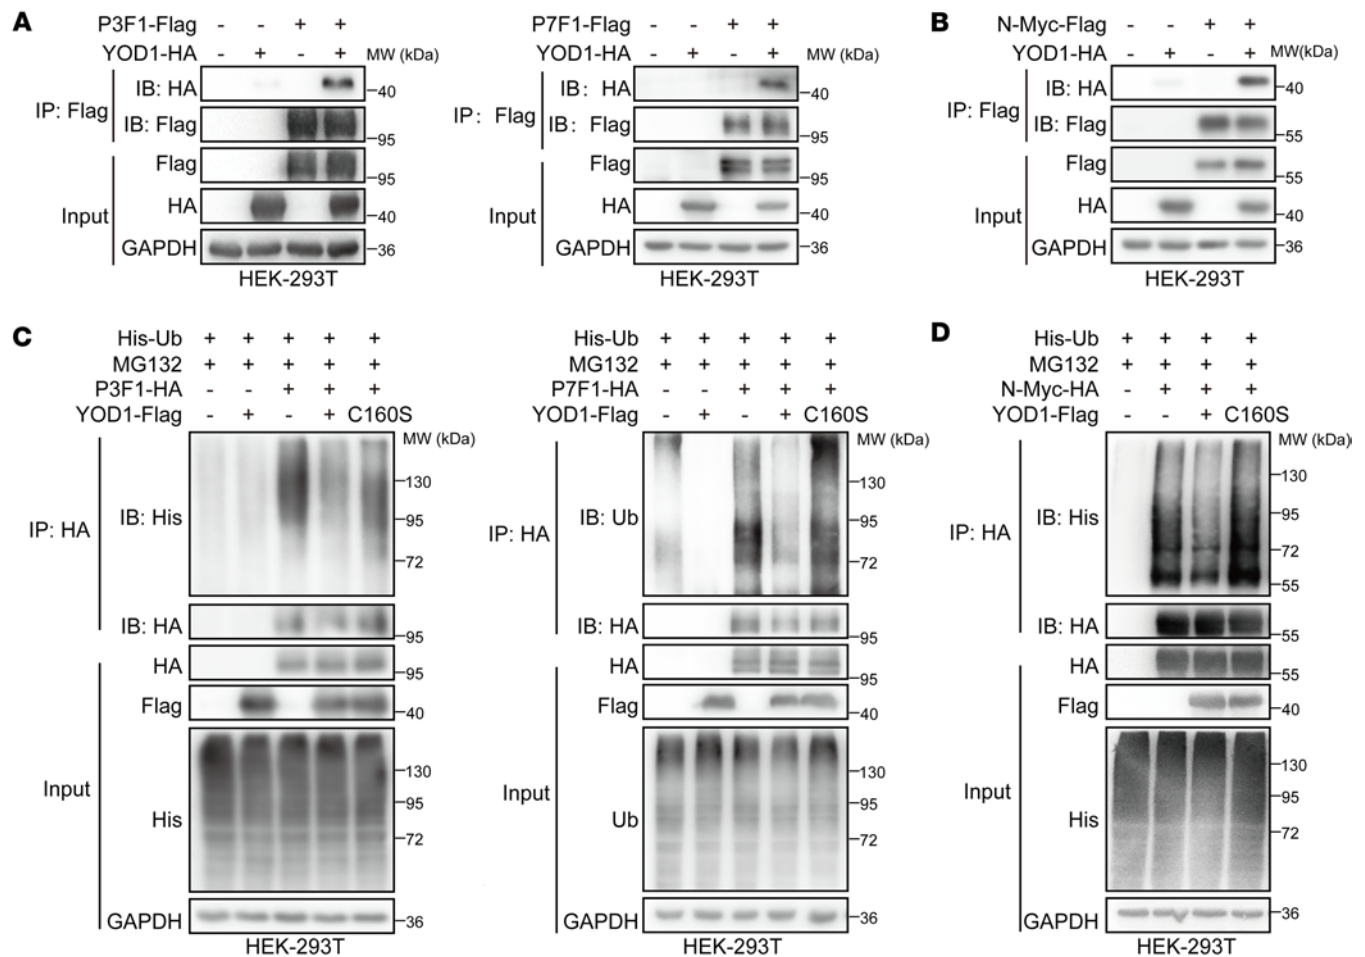 A
P3F1-Flag - - + +
YOD1-HA - + - + MW (kDa)
IP: Flag
IB: HA
40
IB: Flag
95
Input
Flag
95
HA
40
GAPDH
36
HEK-293T
P7F1-Flag - - + +
YOD1-HA - + - + MW (kDa)
IP: Flag
IB: HA
40
IB: Flag
95
Input
Flag
95
HA
40
GAPDH
36
HEK-293T
B
N-Myc-Flag - - + +
YOD1-HA - + - + MW(kDa)
IP: Flag
IB: HA
40
IB: Flag
55
Input
Flag
55
HA
40
GAPDH
36
HEK-293T
C
His-Ub + + + + +
MG132 + + + + +
P3F1-HA - - + + +
YOD1-Flag - + - + C160S
MW (kDa)
IP: HA
IB: His
130
95
72
IB: HA
95
Input
HA
95
Flag
40
His
130
95
72
GAPDH
36
HEK-293T
His-Ub + + + + +
MG132 + + + + +
P7F1-HA - - + + +
YOD1-Flag - + - + C160S
MW (kDa)
IP: HA
IB: Ub
130
95
72
IB: HA
95
Input
HA
95
Flag
40
Ub
130
95
72
GAPDH
36
HEK-293T
D
His-Ub + + + +
MG132 + + + +
N-Myc-HA - + + +
YOD1-Flag - - + C160S
MW (kDa)
IP: HA
IB: His
130
95
72
55
IB: HA
55
Input
HA
55
Flag
40
His
130
95
72
GAPDH
36
HEK-293T